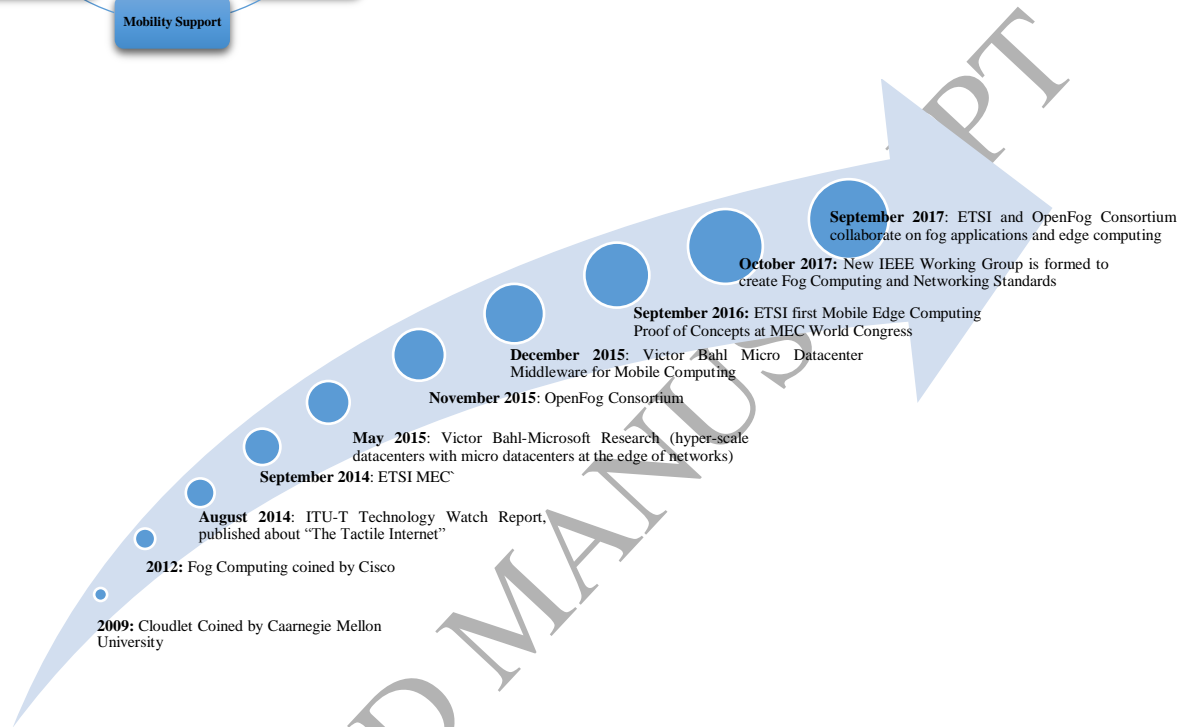 Mobility Support
September 2017: ETSI and OpenFog Consortium
collaborate on fog applications and edge computing
October 2017: New IEEE Working Group is formed to
create Fog Computing and Networking Standards
September 2016: ETSI first Mobile Edge Computing
Proof of Concepts at MEC World Congress
December 2015: Victor Bahl Micro Datacenter
Middleware for Mobile Computing
November 2015: OpenFog Consortium
May 2015: Victor Bahl-Microsoft Research (hyper-scale
datacenters with micro datacenters at the edge of networks)
September 2014: ETSI MEC`
August 2014: ITU-T Technology Watch Report,
published about “The Tactile Internet”
2012: Fog Computing coined by Cisco
2009: Cloudlet Coined by Caarnegie Mellon
University